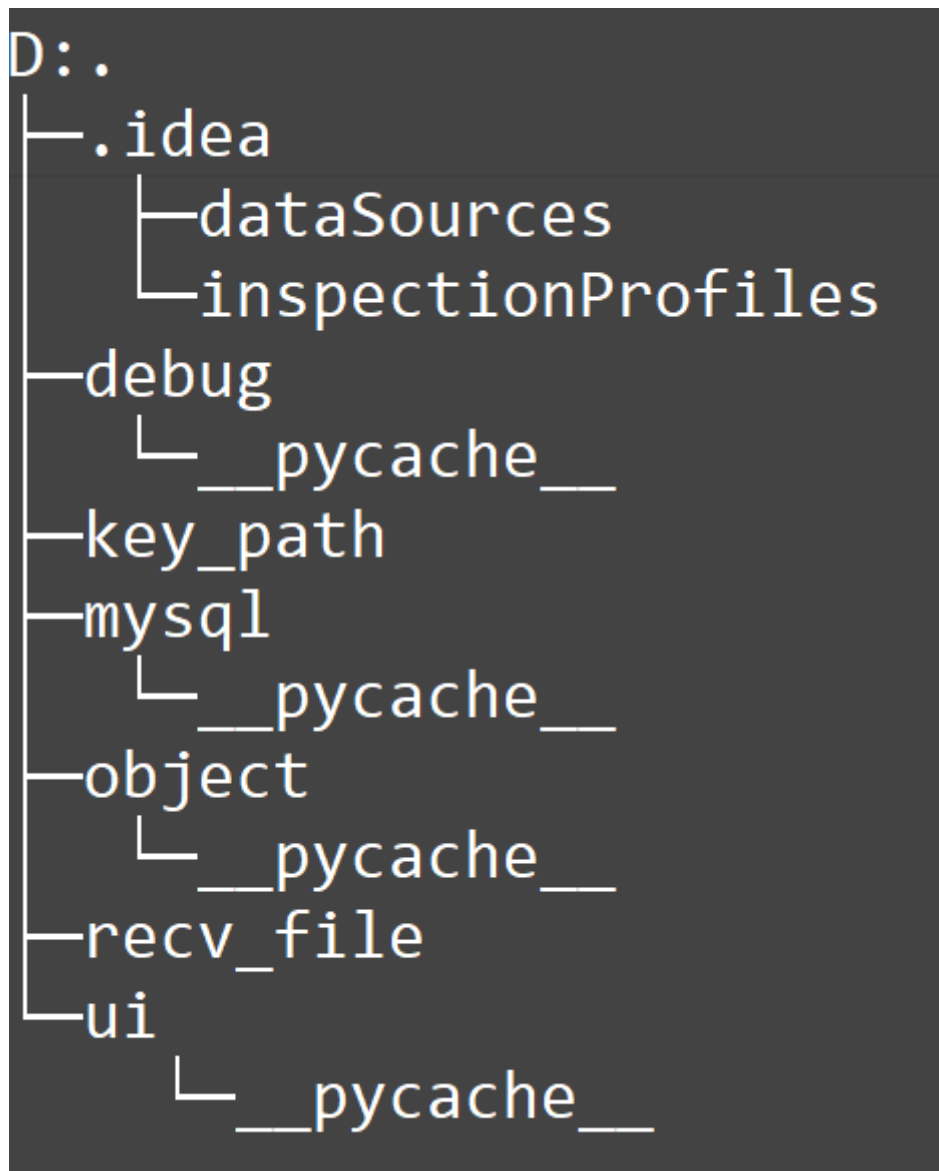 D:.
├─.idea
│  ├─dataSources
│  └─inspectionProfiles
├─debug
│  └─__pycache__
├─key_path
├─mysql
│  └─__pycache__
├─object
│  └─__pycache__
├─recv_file
└─ui
    └─__pycache__